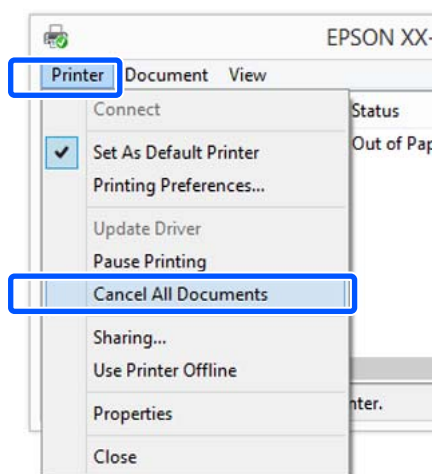 EPSON XX-
Printer Document View
Connect
Status
Set As Default Printer
Out of Pap
Printing Preferences...
Update Driver
Pause Printing
Cancel All Documents
Sharing...
Use Printer Offline
Properties
nter.
Close